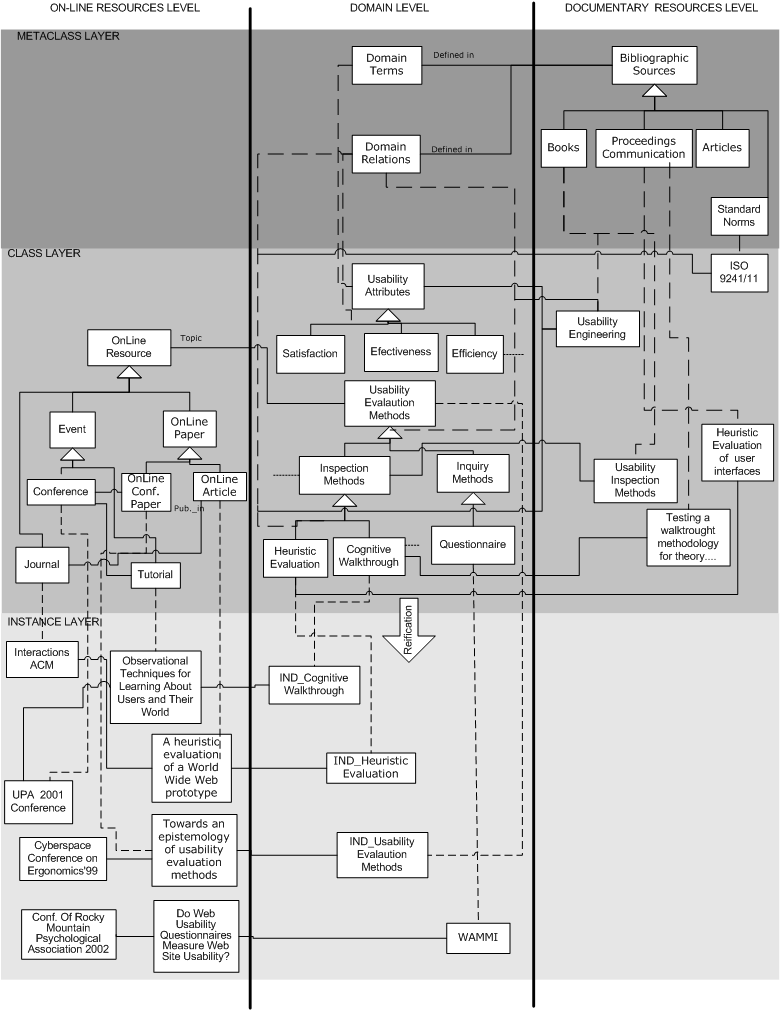 ON-LINE RESOURCES LEVEL
DOMAIN LEVEL
DOCUMENTARY RESOURCES LEVEL
METACLASS LAYER
Domain
Terms
Defined in
Bibliographic
Sources
Domain
Relations
Defined in
Books
Proceedings
Communication
Articles
Standard
Norms
CLASS LAYER
ISO
9241/11
Usability
Attributes
Usability
Engineering
OnLine
Resource
Topic
Satisfaction
Efectiveness
Efficiency
Usability
Evalaution
Methods
Event
OnLine
Paper
Heuristic
Evaluation
of user
interfaces
Inspection
Methods
Inquiry
Methods
Usability
Inspection
Methods
Conference
OnLine
Conf.
Paper
OnLine
Article
Pub._in
Testing a
walktrought
methodology
for theory....
Journal
Tutorial
Heuristic
Evaluation
Cognitive
Walkthrough
Questionnaire
INSTANCE LAYER
Reification
Interactions
ACM
Observational
Techniques for
Learning About
Users and Their
World
IND_Cognitive
Walkthrough
A heuristic
evaluation
of a World
Wide Web
prototype
IND_Heuristic
Evaluation
UPA 2001
Conference
Cyberspace
Conference on
Ergonomics'99
Towards an
epistemology
of usability
evaluation
methods
IND_Usability
Evalaution
Methods
Conf. Of Rocky
Mountain
Psychological
Association 2002
Do Web
Usability
Questionnaires
Measure Web
Site Usability?
WAMMI